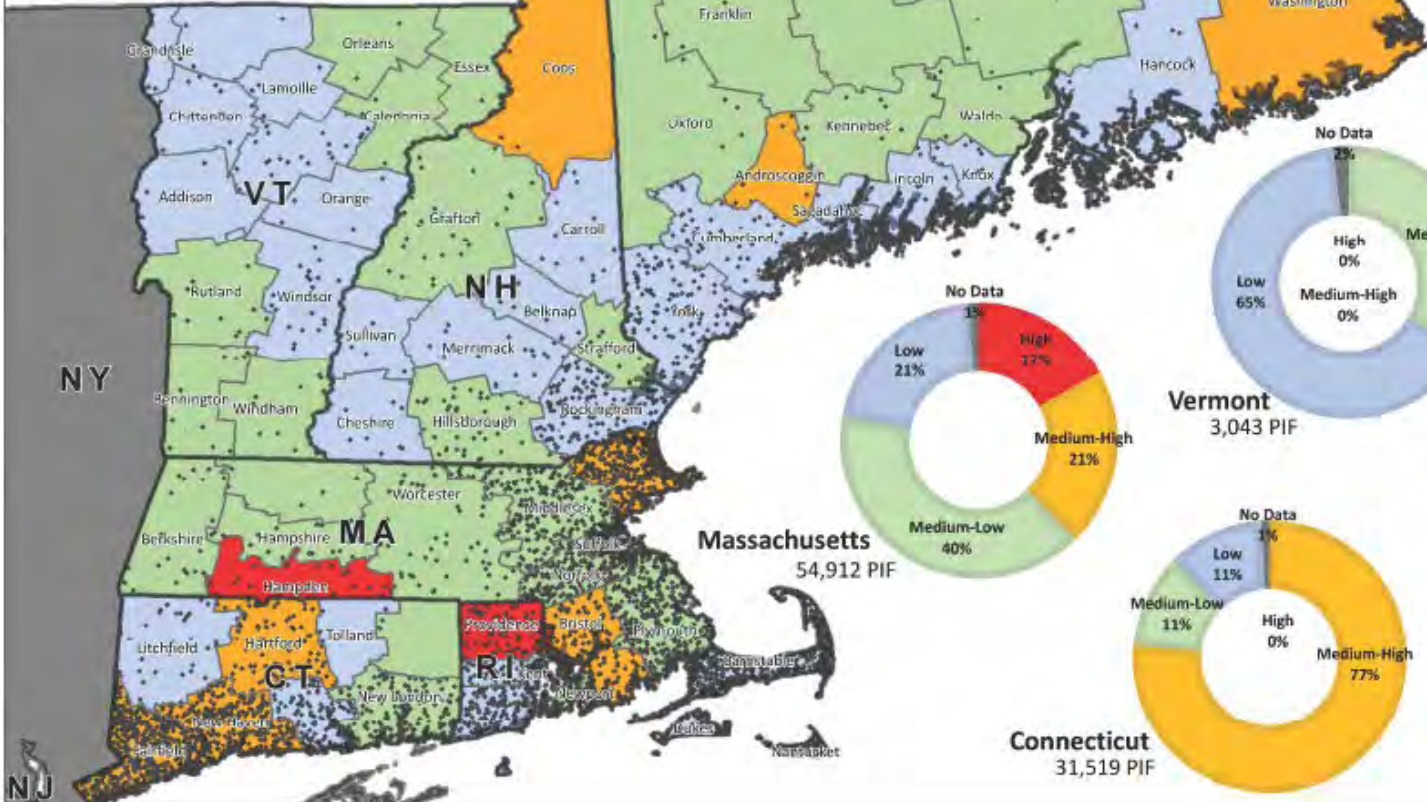 Franklin
Washington
Orleans
Grand Isle
Essex
Coos
Hancock
Lamoille
Chittenden
Caledonia
Oxford
Kennebec
Waldo
No Data
2%
Addison
VT
Orange
Androscoggin
Lincoln
Knox
Sagadahoc
Grafton
Carroll
Cumberland
High
0%
Me
Rutland
Windsor
NH
Low
65%
Medium-High
0%
Belknap
York
No Data
1%
Sullivan
Merrimack
Strafford
Low
21%
High
17%
NY
Bennington
Windham
Cheshire
Hillsborough
Rockingham
Vermont
3,043 PIF
Medium-High
21%
Worcester
Middlesex
Berkshire
Hampshire
MA
Suffolk
Massachusetts
54,912 PIF
Medium-Low
40%
No Data
1%
Norfolk
Hampden
Low
11%
Medium-Low
11%
High
0%
Litchfield
Hartford
Tolland
Providence
Bristol
Plymouth
Medium-High
77%
CT
RI
Kent
Barnstable
New London
Newport
New Haven
Dukes
Nantucket
Fairfield
Connecticut
31,519 PIF
NJ